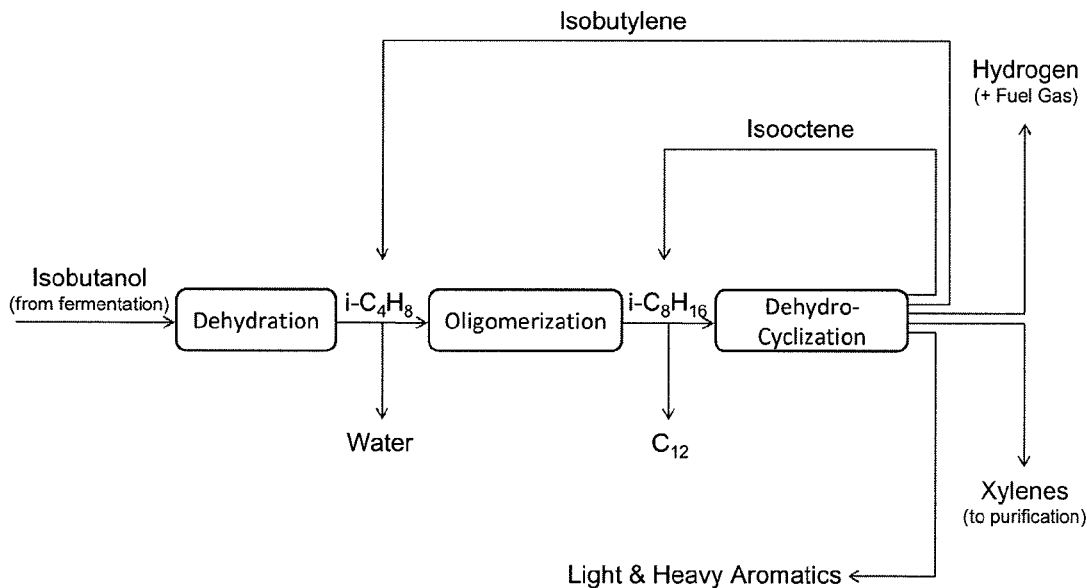 Isobutylene
Hydrogen
(+ Fuel Gas)
Isooctene
Isobutanol
(from fermentation)
Dehydration
i-C₄H₈
Oligomerization
i-C₈H₁₆
Dehydro-
Cyclization
Water
C₁₂
Xylenes
(to purification)
Light & Heavy Aromatics